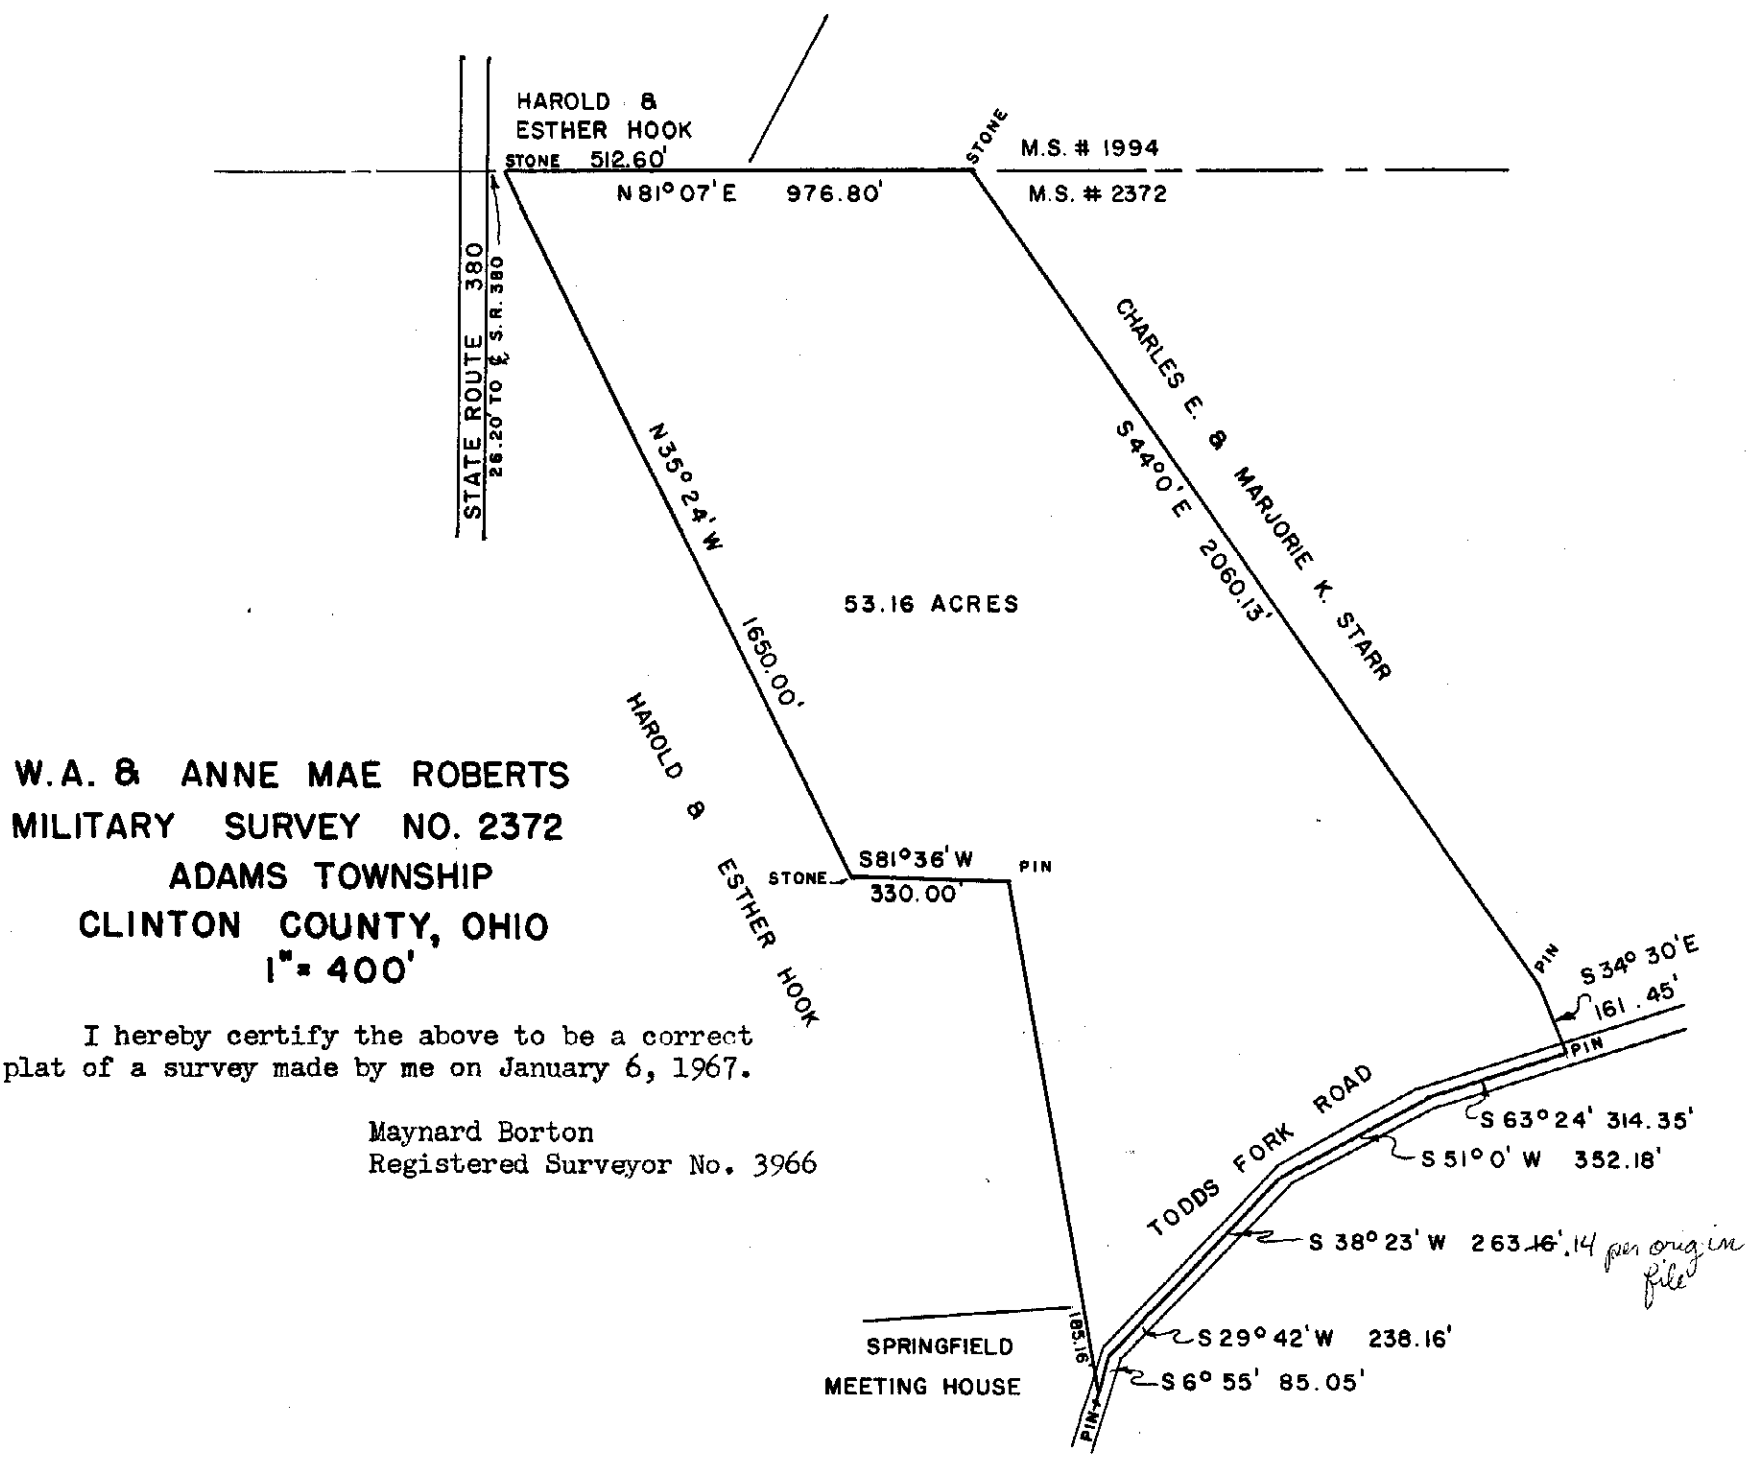 HAROLD &
ESTHER HOOK
STONE 512.60'
STONE
M.S. # 1994
N 81° 07' E 976.80'
M.S. # 2372
STATE ROUTE 380
26.20' TO ℄ S.R. 380
CHARLES E. & MARJORIE K. STARR
S 44° 0' E 2060.13'
N 35° 24' W 1650.00'
53.16 ACRES
HAROLD & ESTHER HOOK
W.A. & ANNE MAE ROBERTS
MILITARY SURVEY NO. 2372
ADAMS TOWNSHIP
CLINTON COUNTY, OHIO
1" = 400'
S 81° 36' W
PIN
STONE
330.00'
PIN
S 34° 30' E
161.45'
PIN
I hereby certify the above to be a correct
plat of a survey made by me on January 6, 1967.
Maynard Borton
Registered Surveyor No. 3966
TODDS FORK ROAD
S 63° 24' 314.35'
S 51° 0' W 352.18'
S 38° 23' W 263.16' .14 per orig in
file
S 29° 42' W 238.16'
S 6° 55' 85.05'
185.16'
SPRINGFIELD
MEETING HOUSE
PIN